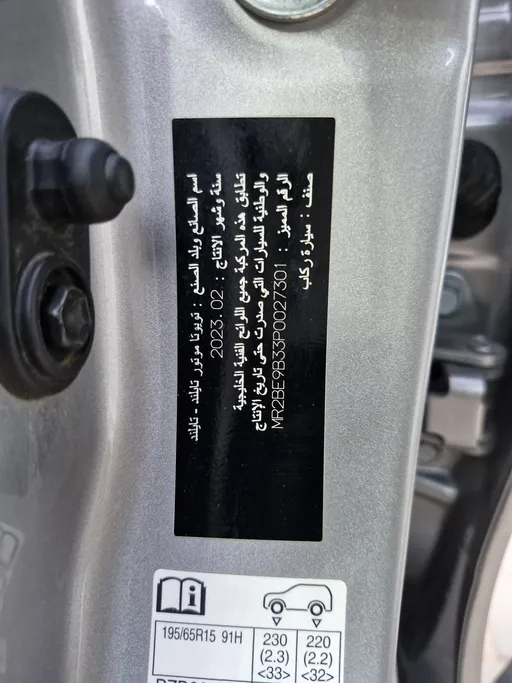 اسم الصانع وبلد الصنع : تويوتا موتور تايلند - تايلند
سنة وشهر الانتاج : 2023.02
تطابق هذه المركبة جميع اللوائح الفنية الخليجية
والوطنية للسيارات التي صدرت حتى تاريخ الإنتاج
الرقم المميز : MR2BE9B33P0027301
صنف : سيارة ركاب
195/65R15 91H
230
(2.3)
<33>
220
(2.2)
<32>